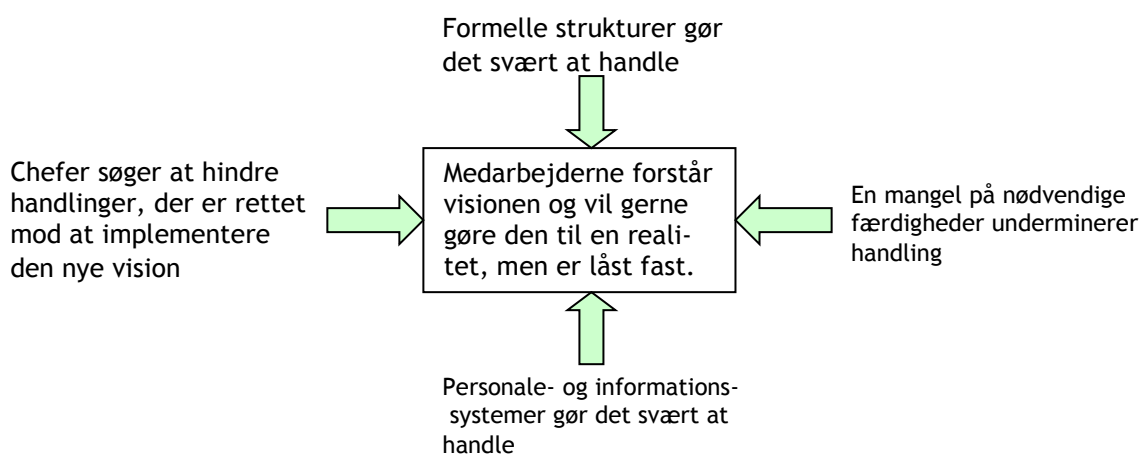 Formelle strukturer gør
det svært at handle
Chefer søger at hindre
handlinger, der er rettet
mod at implementere
den nye vision
Medarbejderne forstår
visionen og vil gerne
gøre den til en reali-
tet, men er låst fast.
En mangel på nødvendige
færdigheder underminerer
handling
Personale- og informations-
systemer gør det svært at
handle